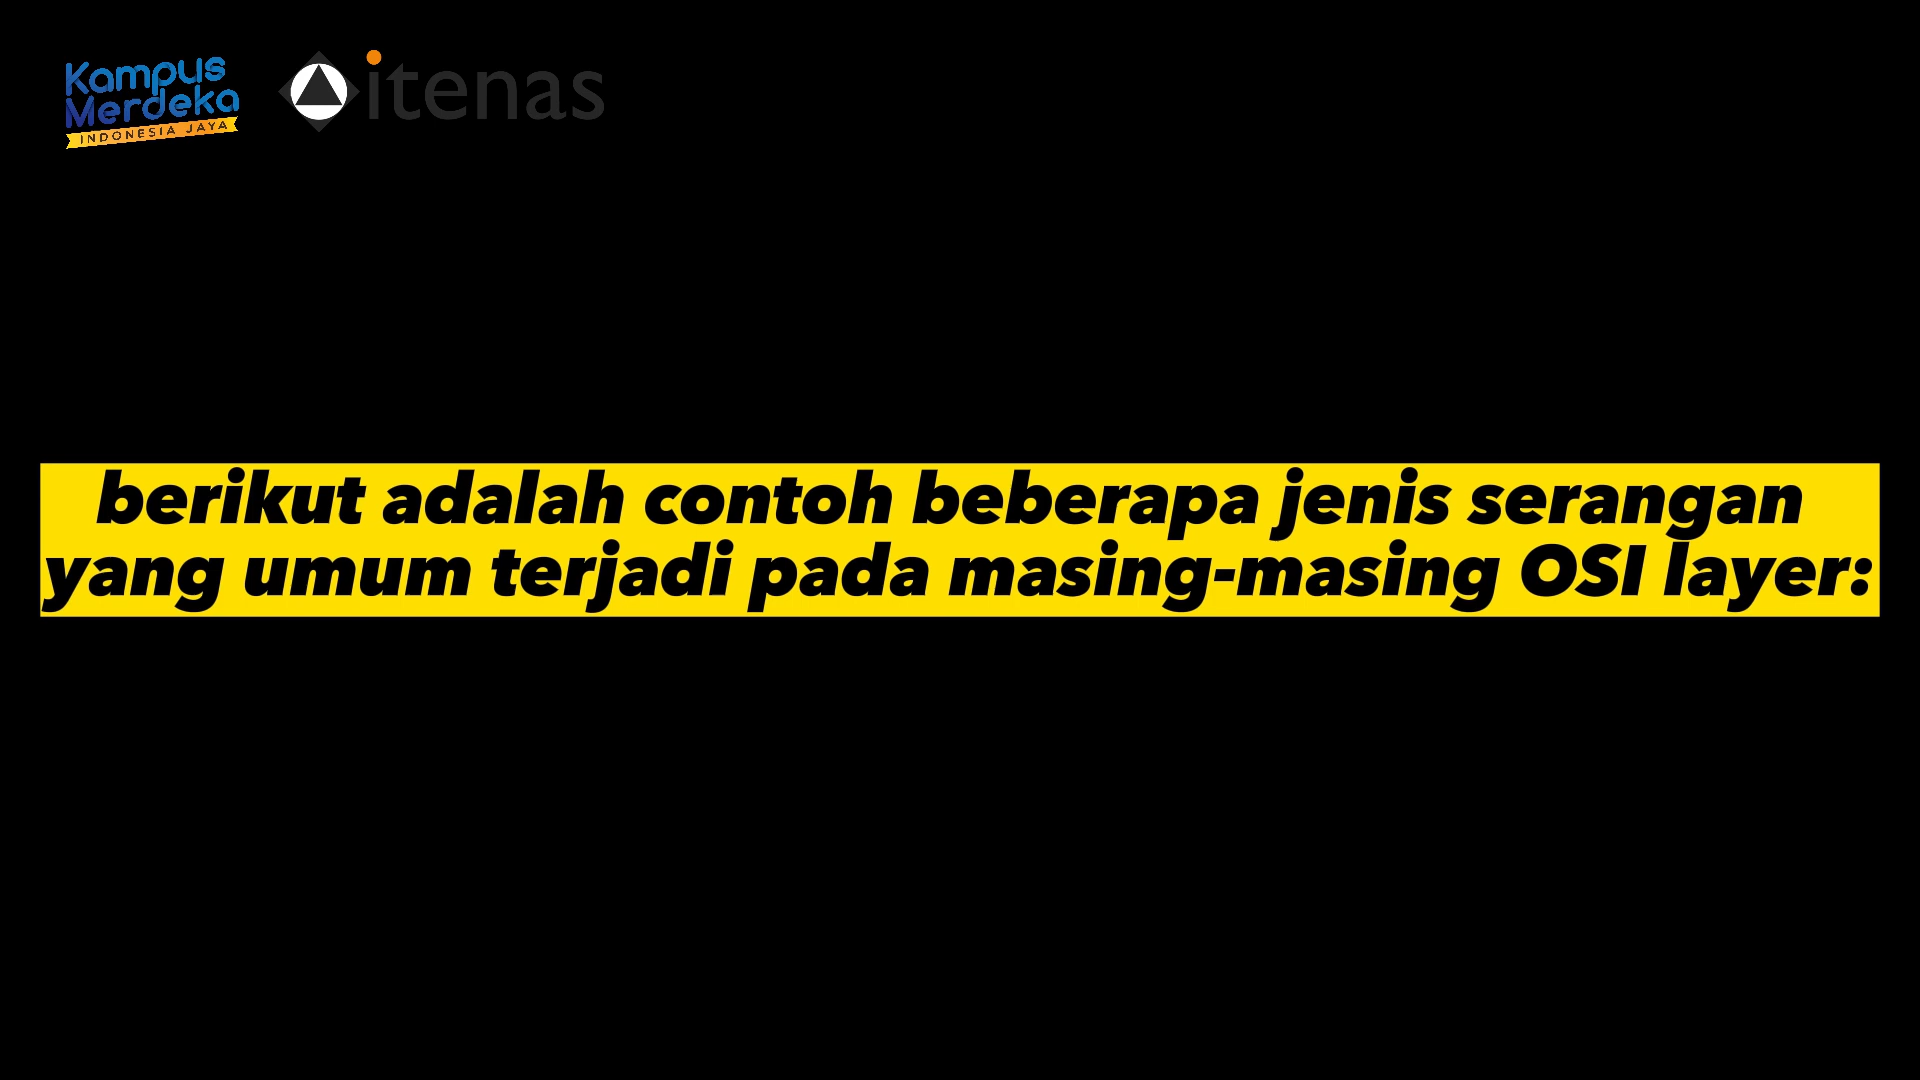 Kampus
Merdeka
INDONESIA JAYA
itenas
berikut adalah contoh beberapa jenis serangan
yang umum terjadi pada masing-masing OSI layer: